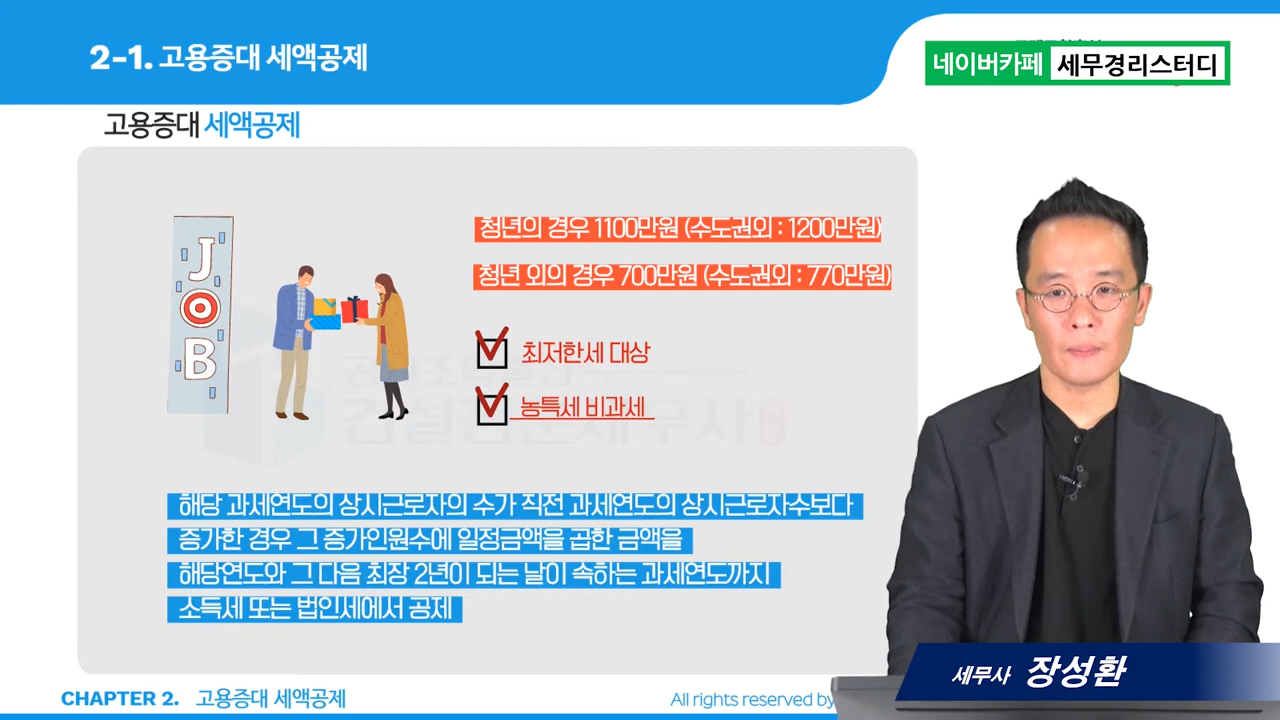 2-1. 고용증대 세액공제
네이버카페 세무경리스터디
고용증대 세액공제
JOB
청년의 경우 1100만원 (수도권외 : 1200만원)
청년 외의 경우 700만원 (수도권외 : 770만원)
최저한세 대상
농특세 비과세
건설전문세무사
해당 과세연도의 상시근로자의 수가 직전 과세연도의 상시근로자수보다
증가한 경우 그 증가인원수에 일정금액을 곱한 금액을
해당연도와 그 다음 최장 2년이 되는 날이 속하는 과세연도까지
소득세 또는 법인세에서 공제
세무사 장성환
CHAPTER 2. 고용증대 세액공제
All rights reserved by